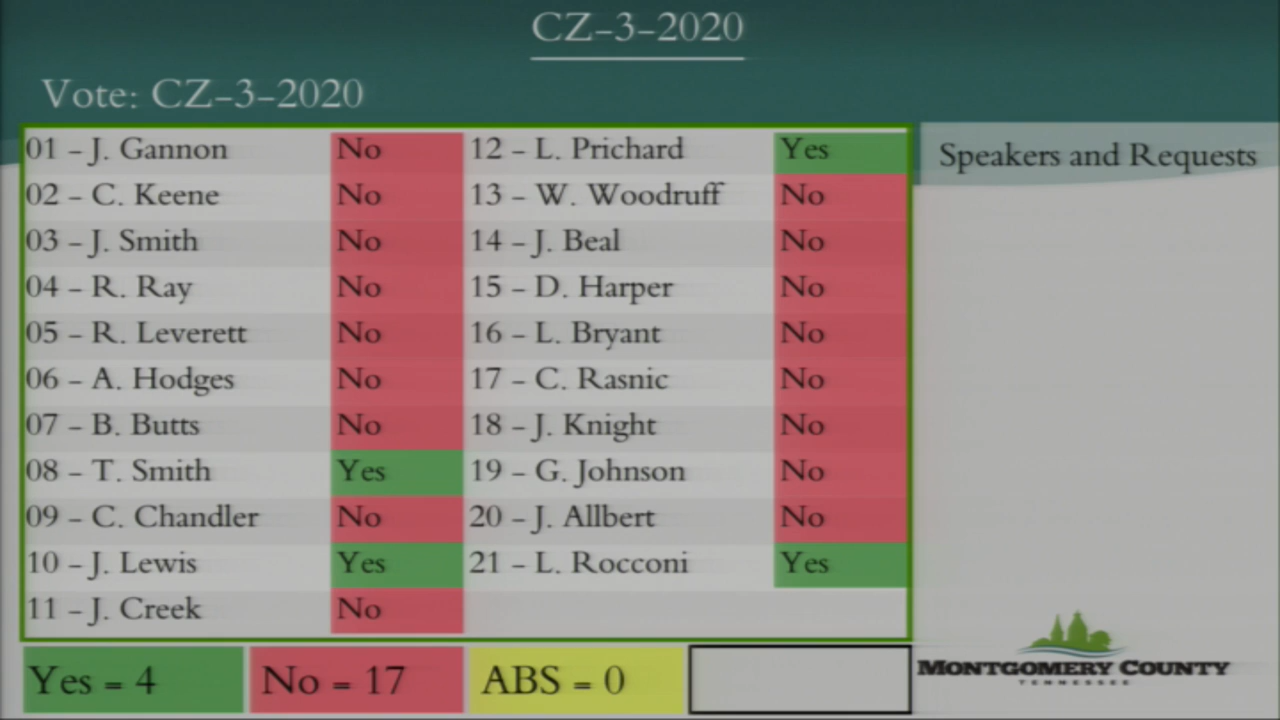 CZ-3-2020
Vote: CZ-3-2020
01 - J. Gannon No
02 - C. Keene No
03 - J. Smith No
04 - R. Ray No
05 - R. Leverett No
06 - A. Hodges No
07 - B. Butts No
08 - T. Smith Yes
09 - C. Chandler No
10 - J. Lewis Yes
11 - J. Creek No
12 - L. Prichard Yes
13 - W. Woodruff No
14 - J. Beal No
15 - D. Harper No
16 - L. Bryant No
17 - C. Rasnic No
18 - J. Knight No
19 - G. Johnson No
20 - J. Allbert No
21 - L. Rocconi Yes
Yes = 4
No = 17
ABS = 0
Speakers and Requests
MONTGOMERY COUNTY
TENNESSEE